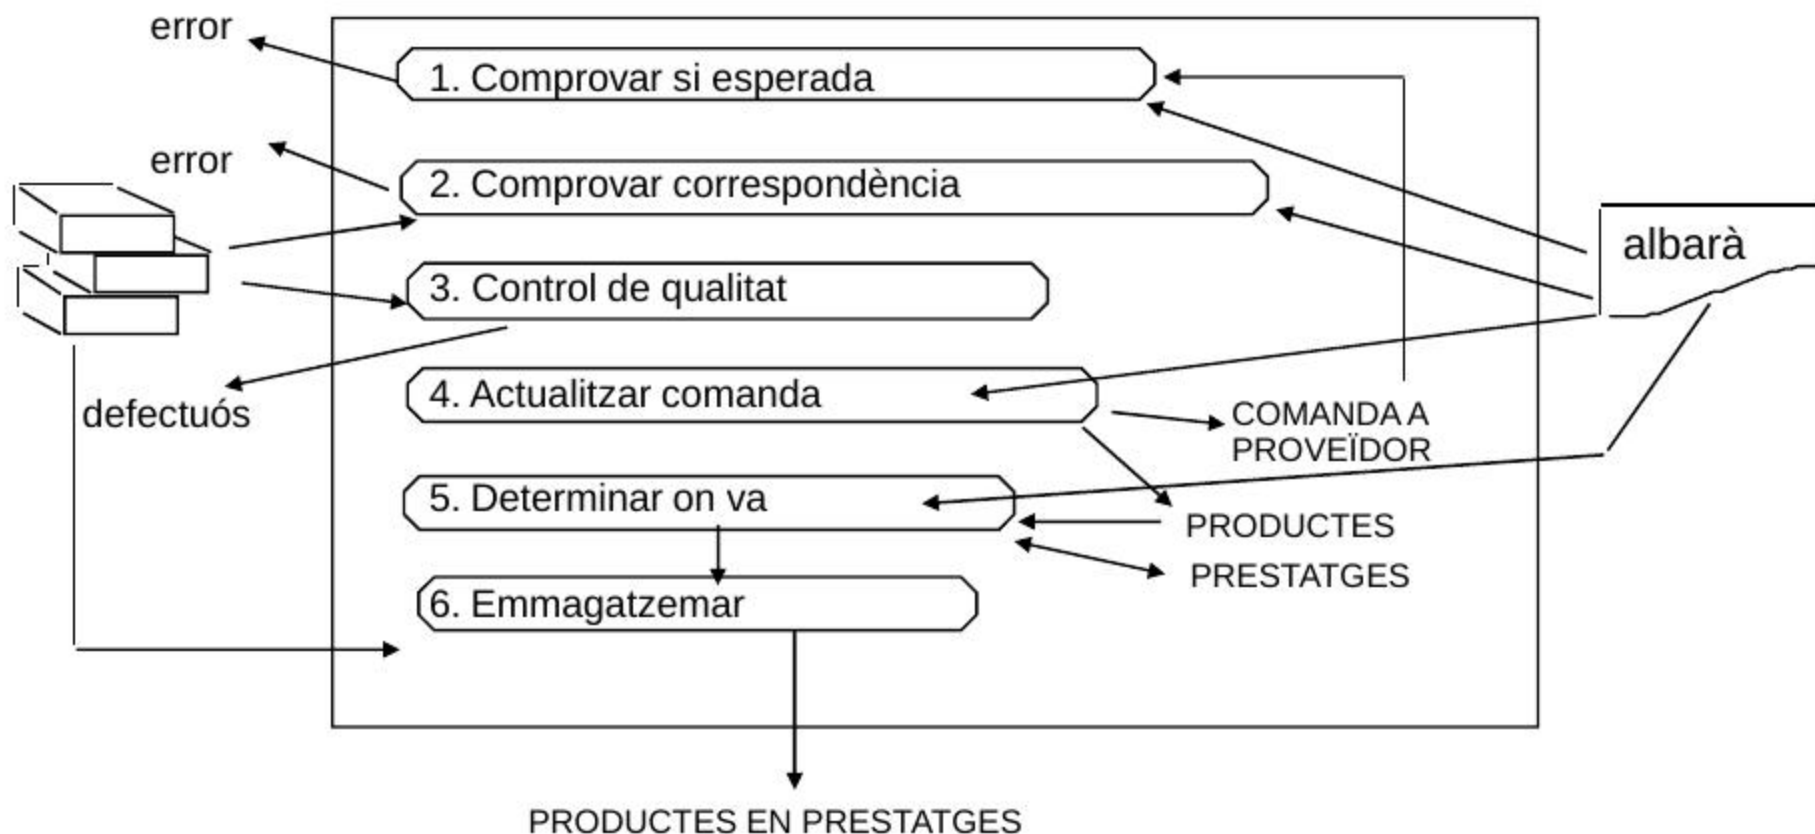 error
1. Comprovar si esperada
error
2. Comprovar correspondència
albarà
3. Control de qualitat
4. Actualitzar comanda
defectuós
COMANDA A
PROVEÏDOR
5. Determinar on va
PRODUCTES
PRESTATGES
6. Emmagatzemar
PRODUCTES EN PRESTATGES